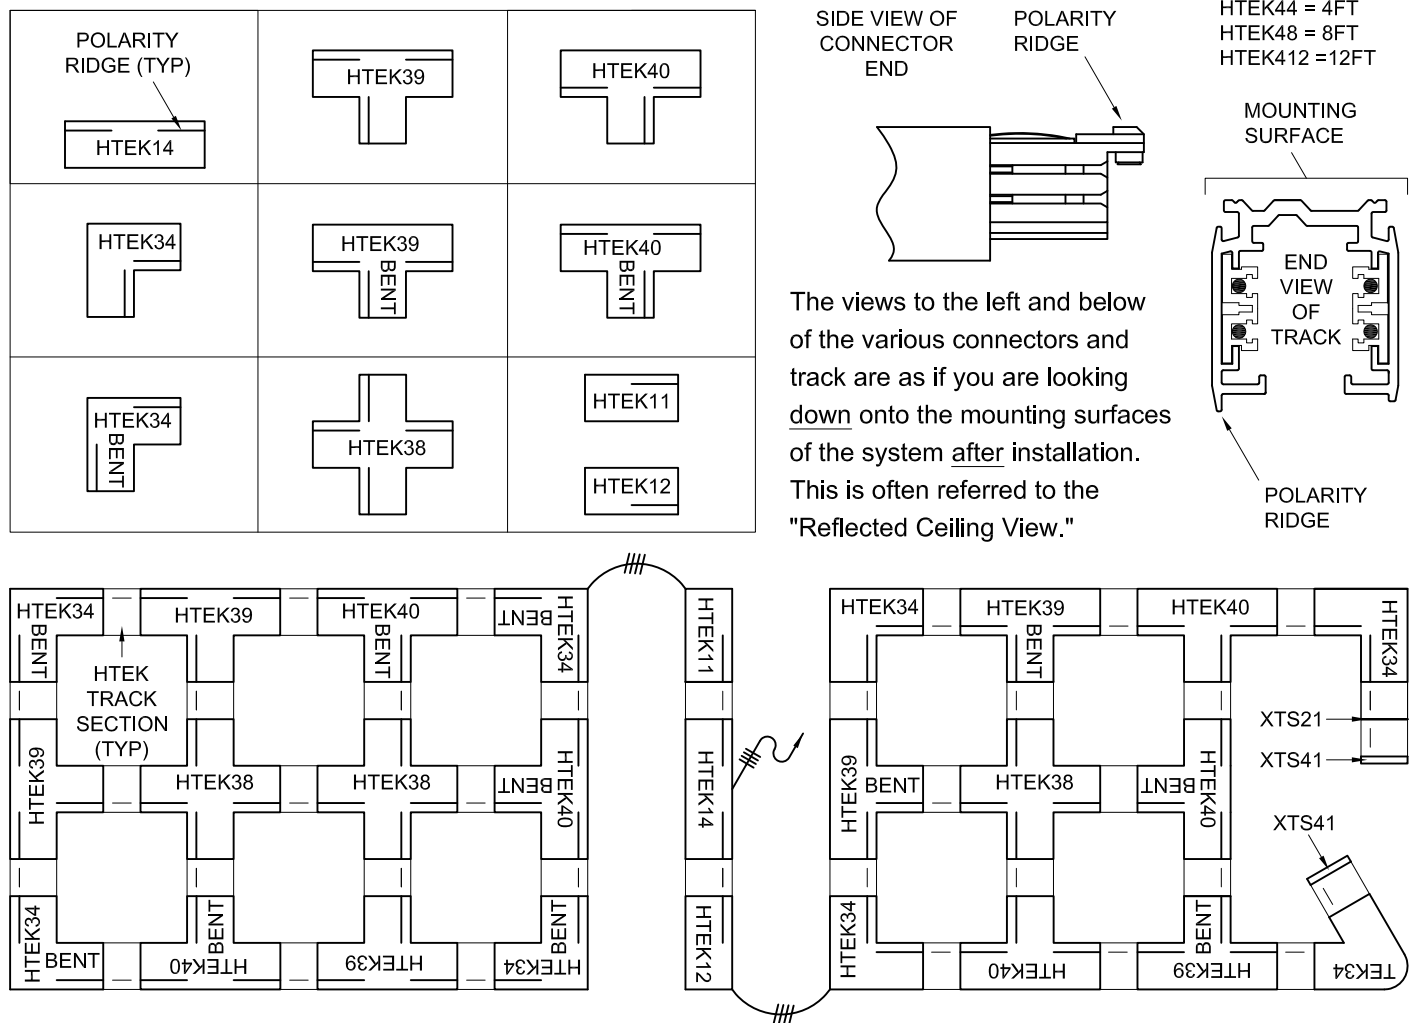 POLARITY
RIDGE (TYP)
HTEK14
HTEK39
HTEK40
HTEK34
HTEK39
BENT
HTEK40
BENT
HTEK34
BENT
HTEK38
HTEK11
HTEK12
SIDE VIEW OF
CONNECTOR
END
POLARITY
RIDGE
HTEK44 = 4FT
HTEK48 = 8FT
HTEK412 =12FT
MOUNTING
SURFACE
END
VIEW
OF
TRACK
POLARITY
RIDGE
The views to the left and below
of the various connectors and
track are as if you are looking
down onto the mounting surfaces
of the system after installation.
This is often referred to the
"Reflected Ceiling View."
HTEK34
BENT
HTEK39
HTEK40
BENT
BENT
HTEK34
HTEK
TRACK
SECTION
(TYP)
HTEK39
HTEK38
HTEK38
BENT
HTEK40
HTEK34
BENT
BENT
HTEK40
HTEK39
BENT
HTEK34
HTEK11
HTEK14
HTEK12
HTEK34
HTEK39
BENT
HTEK40
HTEK34
XTS21
XTS41
HTEK39
BENT
HTEK38
BENT
HTEK40
XTS41
HTEK34
HTEK40
BENT
HTEK39
TEK34